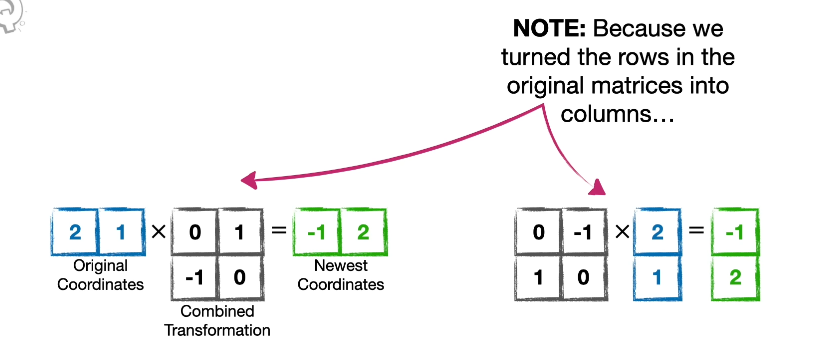 NOTE: Because we
turned the rows in the
original matrices into
columns…
2 1 × 0 1 = -1 2
-1 0
Original
Coordinates
Combined
Transformation
Newest
Coordinates
0 -1 × 2 = -1
1 0 1 2